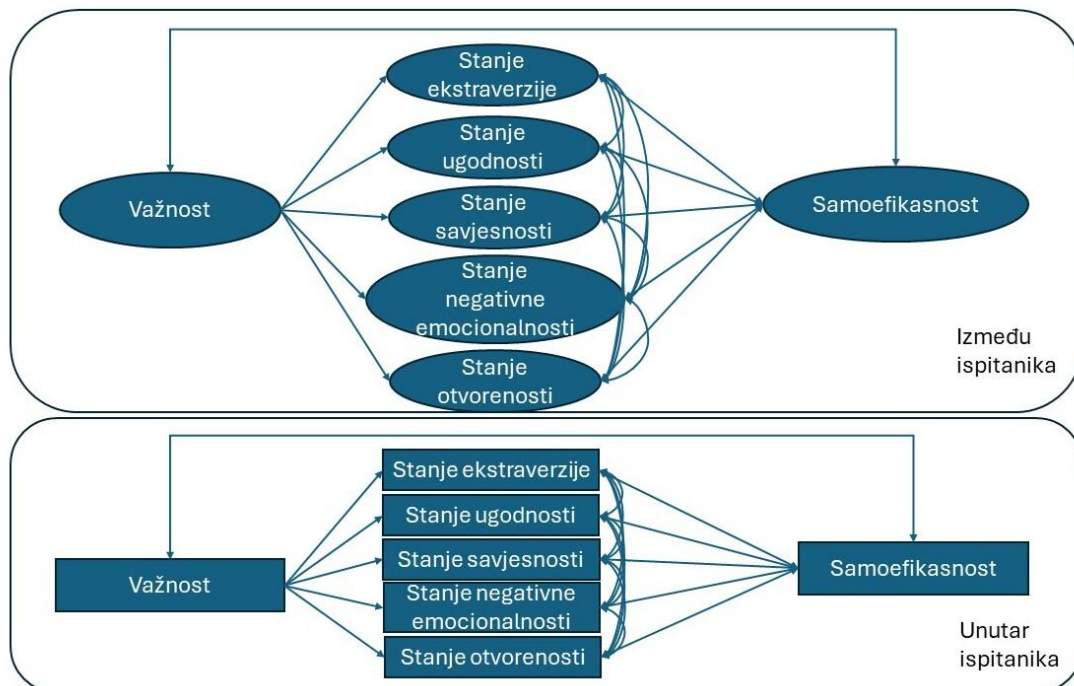 Stanje
ekstraverzije
Stanje
ugodnosti
Važnost
Stanje
savjesnosti
Samoefikasnost
Stanje
negativne
emocionalnosti
Stanje
otvorenosti
Između
ispitanika
Stanje ekstraverzije
Stanje ugodnosti
Važnost
Stanje savjesnosti
Samoefikasnost
Stanje negativne
emocionalnosti
Stanje otvorenosti
Unutar
ispitanika